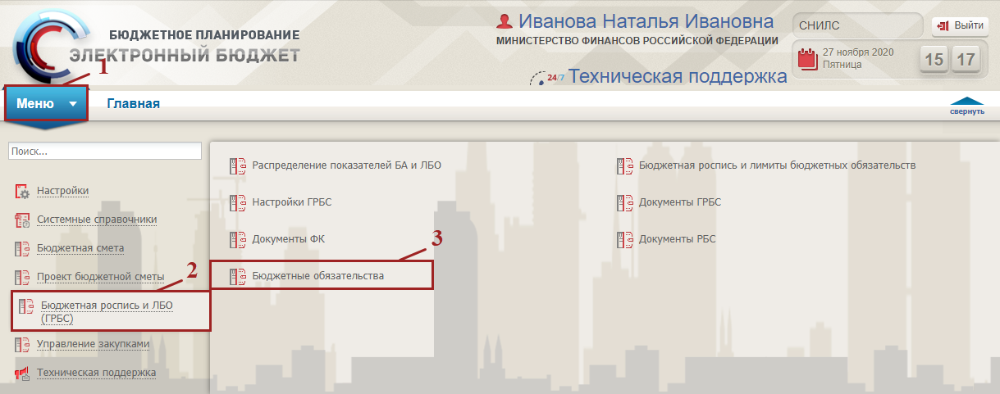 БЮДЖЕТНОЕ ПЛАНИРОВАНИЕ
ЭЛЕКТРОННЫЙ БЮДЖЕТ
Иванова Наталья Ивановна
МИНИСТЕРСТВО ФИНАНСОВ РОССИЙСКОЙ ФЕДЕРАЦИИ
24/7 Техническая поддержка
СНИЛС
Выйти
27 ноября 2020
Пятница
15 17
1
Меню
Главная
свернуть
Поиск...
Настройки
Системные справочники
Бюджетная смета
Проект бюджетной сметы
2
Бюджетная роспись и ЛБО
(ГРБС)
Управление закупками
Техническая поддержка
Распределение показателей БА и ЛБО
Бюджетная роспись и лимиты бюджетных обязательств
Настройки ГРБС
Документы ГРБС
Документы ФК
Документы РБС
3
Бюджетные обязательства